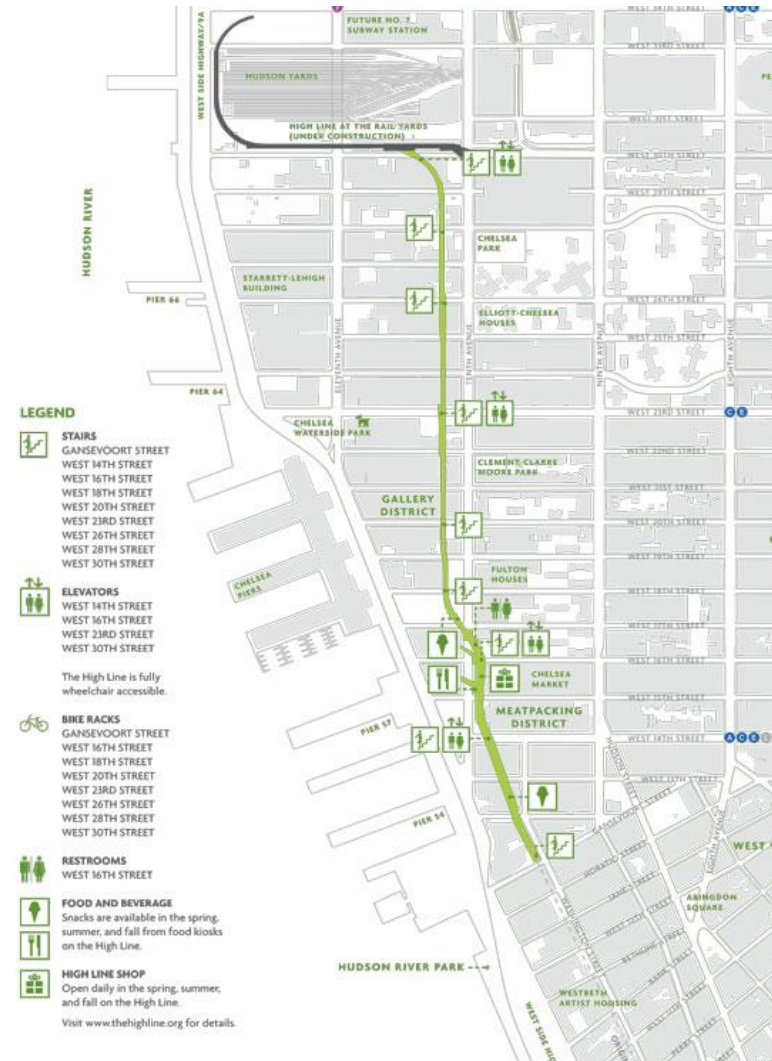 WEST 34TH STREET
A C E
7
FUTURE NO. 7
SUBWAY STATION
WEST SIDE HIGHWAY/9A
WEST 33RD STREET
HUDSON YARDS
HIGH LINE AT THE RAIL YARDS
(UNDER CONSTRUCTION)
WEST 31ST STREET
WEST 30TH STREET
WEST 29TH STREET
HUDSON RIVER
CHELSEA
PARK
STARRETT-LEHIGH
BUILDING
PIER 66
WEST 26TH STREET
ELLIOTT-CHELSEA
HOUSES
ELEVENTH AVENUE
TENTH AVENUE
NINTH AVENUE
EIGHTH AVENUE
WEST 25TH STREET
PIER 64
WEST 23RD STREET
C E
CHELSEA
WATERSIDE PARK
WEST 22ND STREET
CLEMENT CLARKE
MOORE PARK
WEST 21ST STREET
GALLERY
DISTRICT
WEST 20TH STREET
WEST 19TH STREET
CHELSEA
PIERS
FULTON
HOUSES
WEST 18TH STREET
WEST 16TH STREET
CHELSEA
MARKET
WEST 15TH STREET
MEATPACKING
DISTRICT
PIER 57
WEST 14TH STREET
A C E L
HUDSON STREET
WEST 13TH STREET
PIER 54
GANSEVOORT STREET
HORATIO STREET
JANE STREET
EIGHTH AVENUE
WEST
ABINGDON
SQUARE
WEST 12TH STREET
WASHINGTON STREET
BETHUNE STREET
BANK STREET
HUDSON RIVER PARK
WESTBETH
ARTIST HOUSING
WEST 11TH STREET
PERRY STREET
WEST SIDE HIG
LEGEND
STAIRS
GANSEVOORT STREET
WEST 14TH STREET
WEST 16TH STREET
WEST 18TH STREET
WEST 20TH STREET
WEST 23RD STREET
WEST 26TH STREET
WEST 28TH STREET
WEST 30TH STREET
ELEVATORS
WEST 14TH STREET
WEST 16TH STREET
WEST 23RD STREET
WEST 30TH STREET
The High Line is fully
wheelchair accessible.
BIKE RACKS
GANSEVOORT STREET
WEST 16TH STREET
WEST 18TH STREET
WEST 20TH STREET
WEST 23RD STREET
WEST 26TH STREET
WEST 28TH STREET
WEST 30TH STREET
RESTROOMS
WEST 16TH STREET
FOOD AND BEVERAGE
Snacks are available in the spring,
summer, and fall from food kiosks
on the High Line.
HIGH LINE SHOP
Open daily in the spring, summer,
and fall on the High Line.
Visit www.thehighline.org for details.